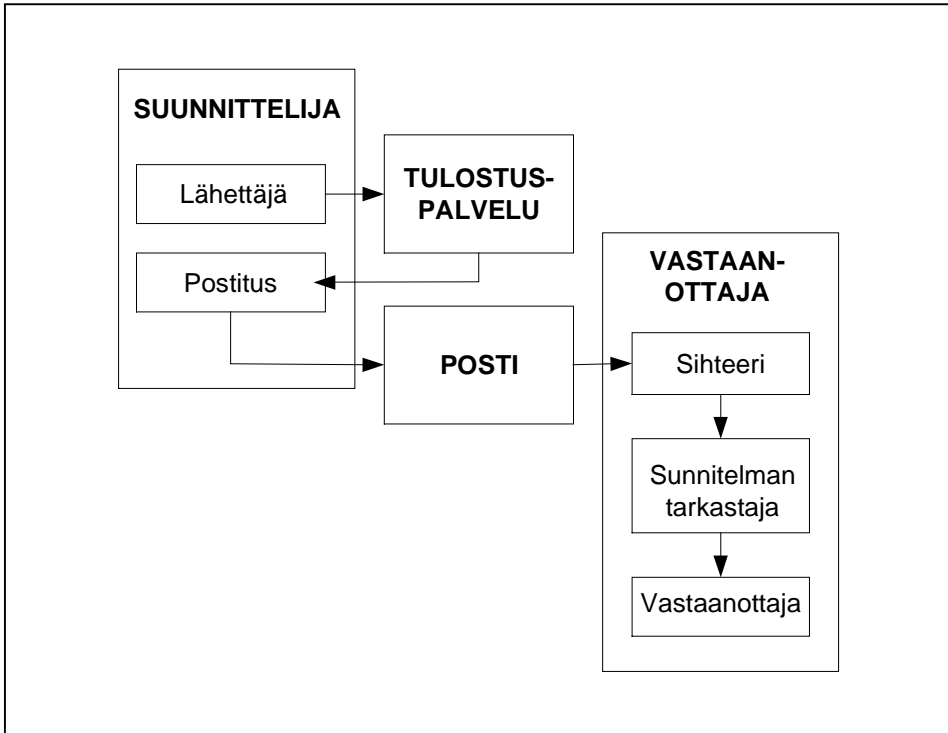 SUUNNITTELIJA
Lähettäjä
Postitus
TULOSTUS-
PALVELU
POSTI
VASTAAN-
OTTAJA
Sihteeri
Sunnitelman
tarkastaja
Vastaanottaja